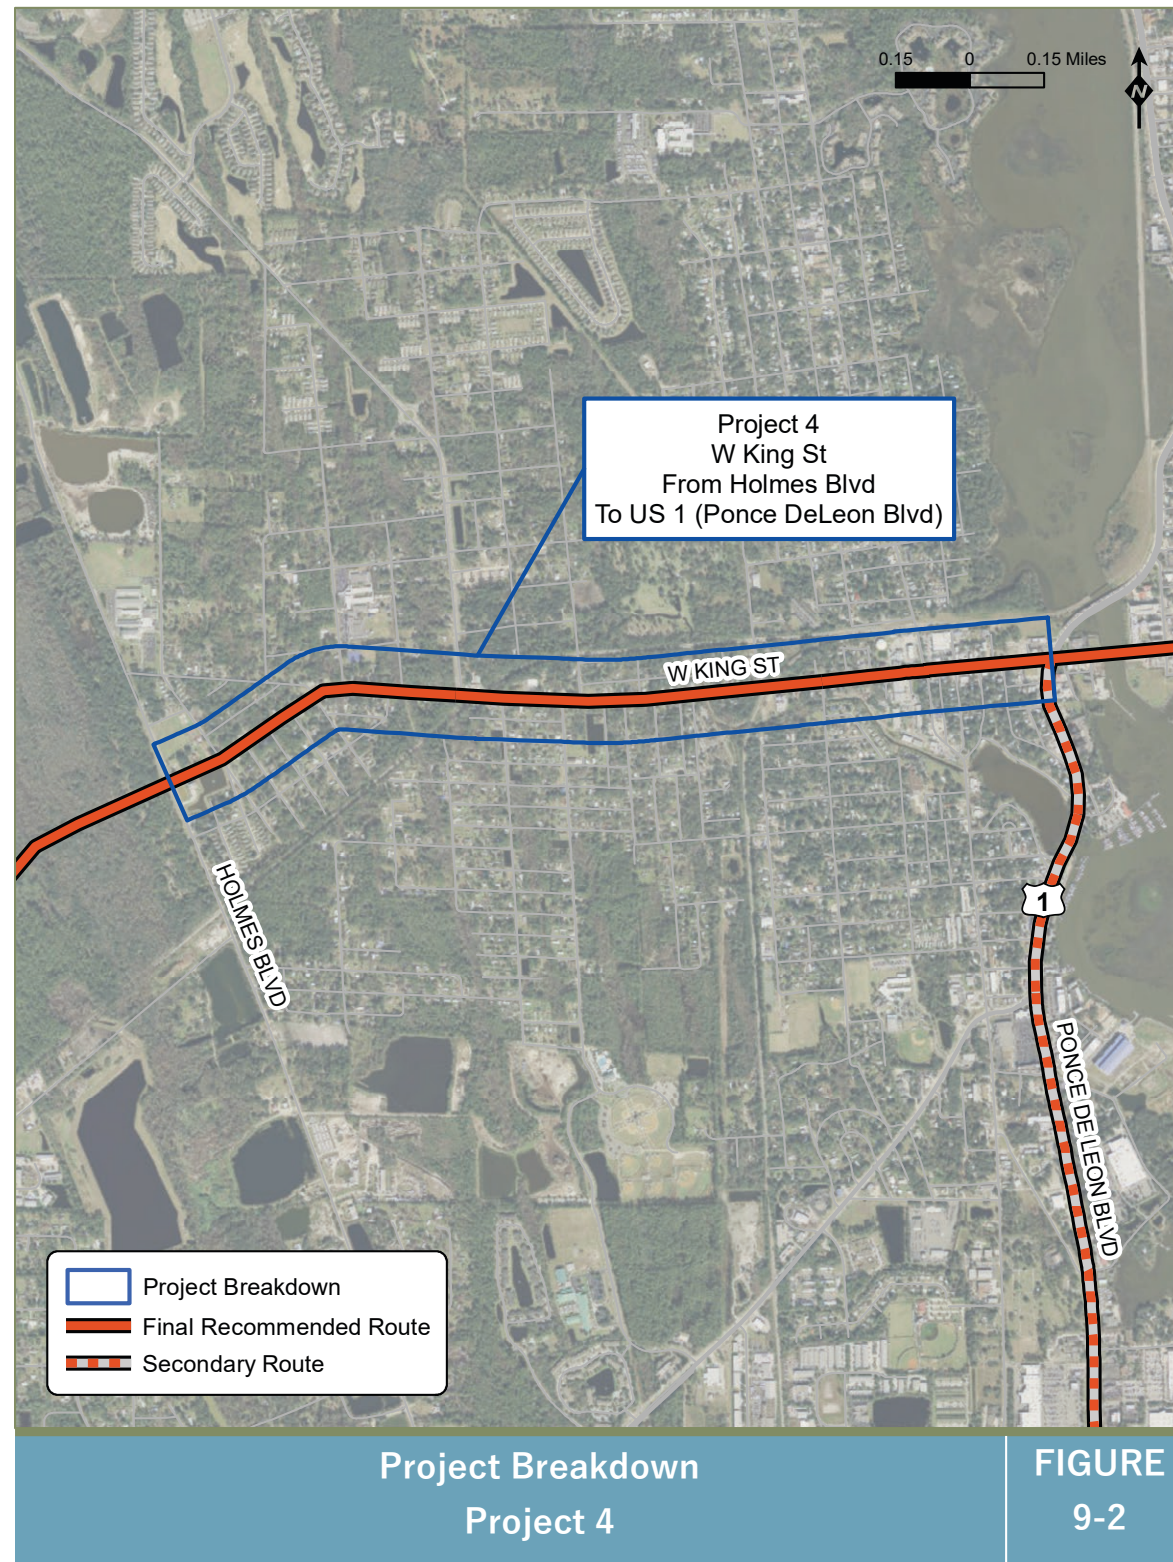 0.15 0 0.15 Miles
N
Project 4
W King St
From Holmes Blvd
To US 1 (Ponce DeLeon Blvd)
W KING ST
HOLMES BLVD
1
PONCE DE LEON BLVD
Project Breakdown
Final Recommended Route
Secondary Route
Project Breakdown
Project 4
FIGURE
9-2